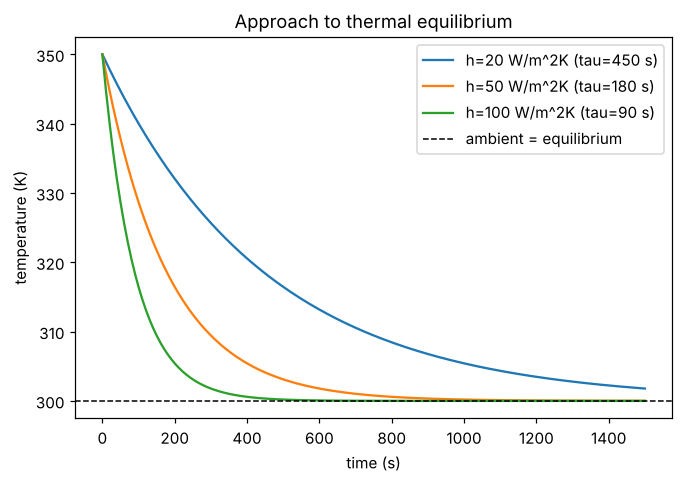 Approach to thermal equilibrium
h=20 W/m^2K (tau=450 s)
h=50 W/m^2K (tau=180 s)
h=100 W/m^2K (tau=90 s)
ambient = equilibrium
temperature (K)
350
340
330
320
310
300
0 200 400 600 800 1000 1200 1400
time (s)